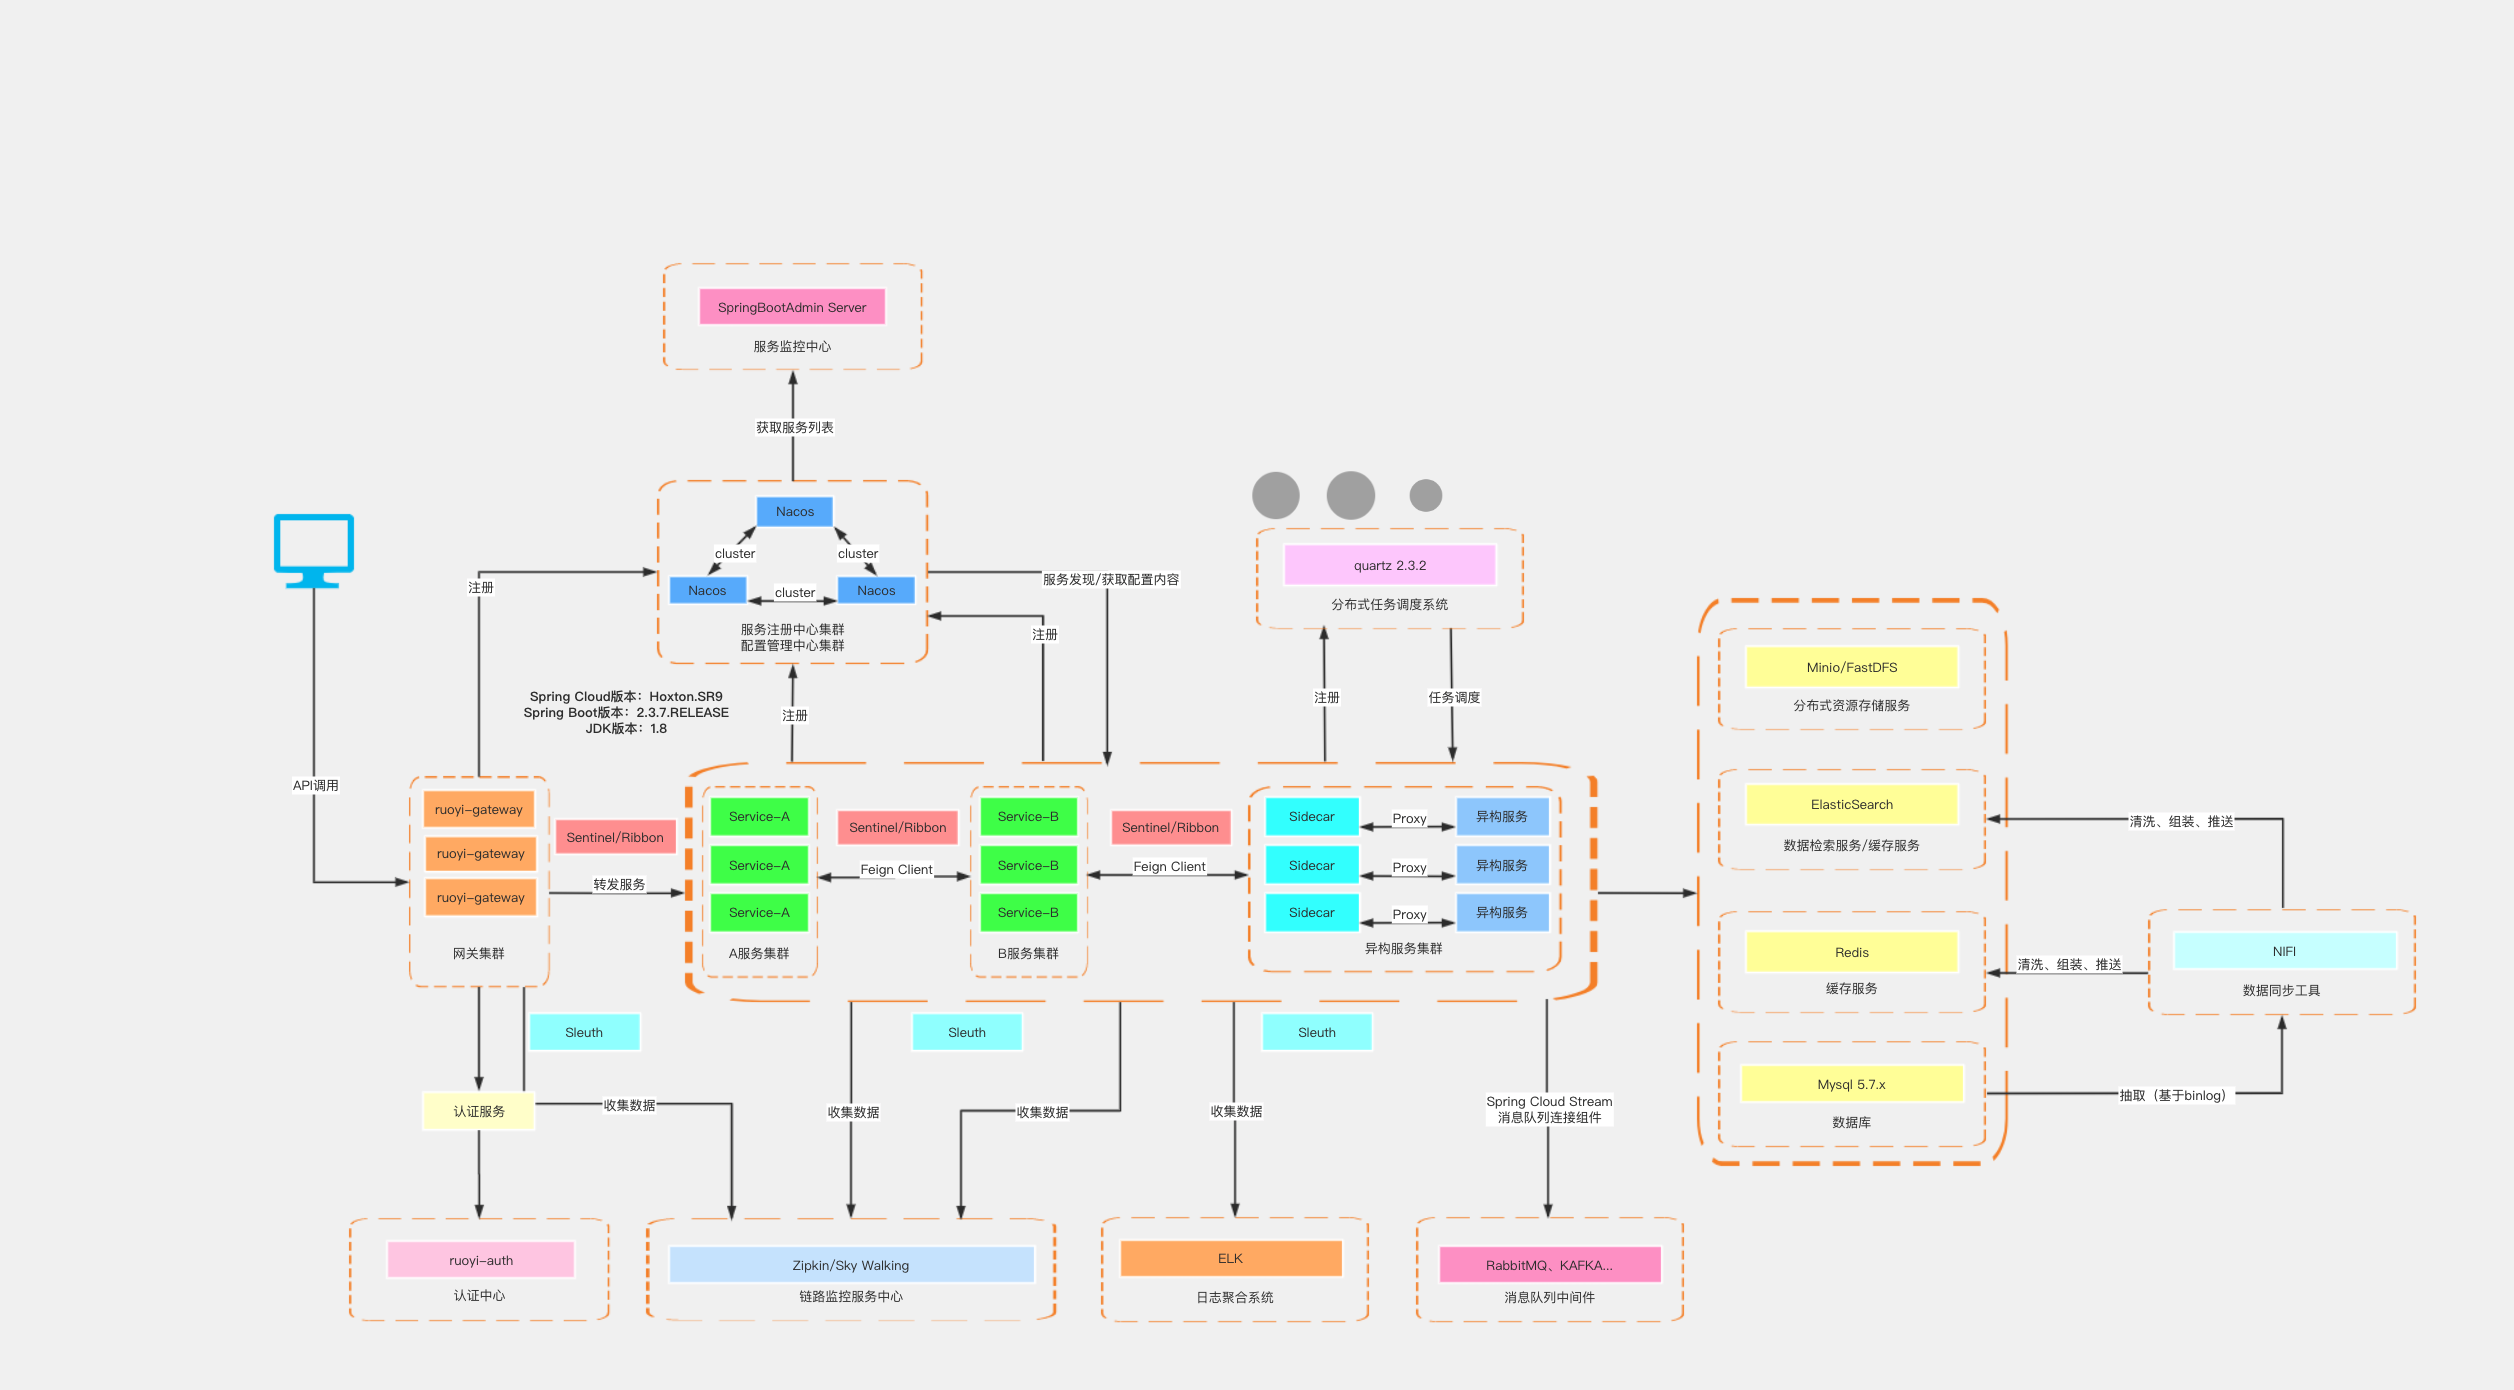 SpringBootAdmin Server
服务监控中心
获取服务列表
Nacos
cluster
cluster
Nacos
cluster
Nacos
服务注册中心集群
配置管理中心集群
注册
服务发现/获取配置内容
注册
quartz 2.3.2
分布式任务调度系统
Spring Cloud版本：Hoxton.SR9
Spring Boot版本：2.3.7.RELEASE
JDK版本：1.8
注册
注册
任务调度
API调用
ruoyi-gateway
ruoyi-gateway
ruoyi-gateway
网关集群
Sentinel/Ribbon
转发服务
Service-A
Service-A
Service-A
A服务集群
Sentinel/Ribbon
Feign Client
Service-B
Service-B
Service-B
B服务集群
Sentinel/Ribbon
Feign Client
Sidecar
Proxy
异构服务
Sidecar
Proxy
异构服务
Sidecar
Proxy
异构服务
异构服务集群
Minio/FastDFS
分布式资源存储服务
ElasticSearch
数据检索服务/缓存服务
Redis
缓存服务
Mysql 5.7.x
数据库
清洗、组装、推送
清洗、组装、推送
NIFI
数据同步工具
抽取（基于binlog）
Sleuth
Sleuth
Sleuth
认证服务
收集数据
收集数据
收集数据
收集数据
Spring Cloud Stream
消息队列连接组件
ruoyi-auth
认证中心
Zipkin/Sky Walking
链路监控服务中心
ELK
日志聚合系统
RabbitMQ、KAFKA...
消息队列中间件